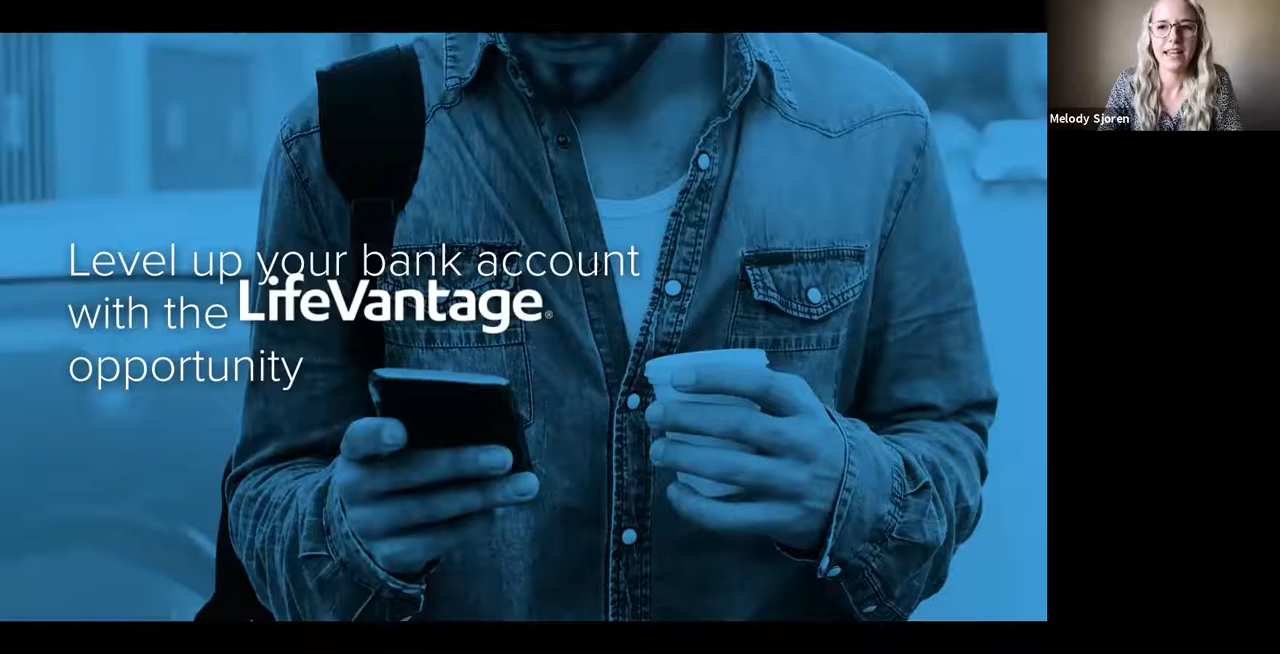 Level up your bank account
with the LifeVantage®
opportunity
Melody Sjoren